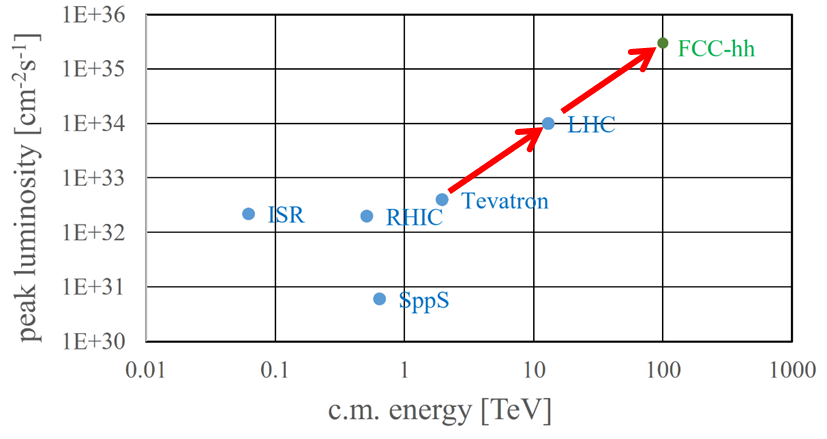 peak luminosity [cm⁻²s⁻¹]
1E+36
1E+35
1E+34
1E+33
1E+32
1E+31
1E+30
FCC-hh
LHC
Tevatron
ISR
RHIC
SppS
0.01
0.1
1
10
100
1000
c.m. energy [TeV]